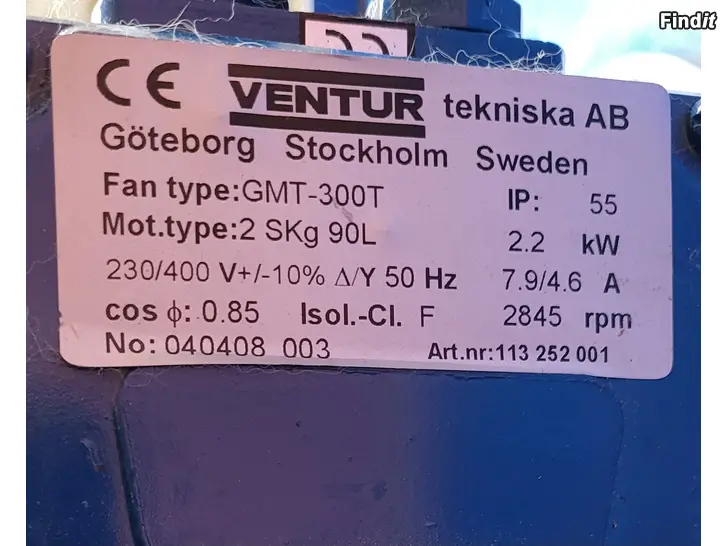 Findit
CE VENTUR tekniska AB
Göteborg Stockholm Sweden
Fan type:GMT-300T IP: 55
Mot.type:2 SKg 90L 2.2 kW
230/400 V+/-10% Δ/Y 50 Hz 7.9/4.6 A
cos ϕ: 0.85 Isol.-Cl. F 2845 rpm
No: 040408 003 Art.nr:113 252 001